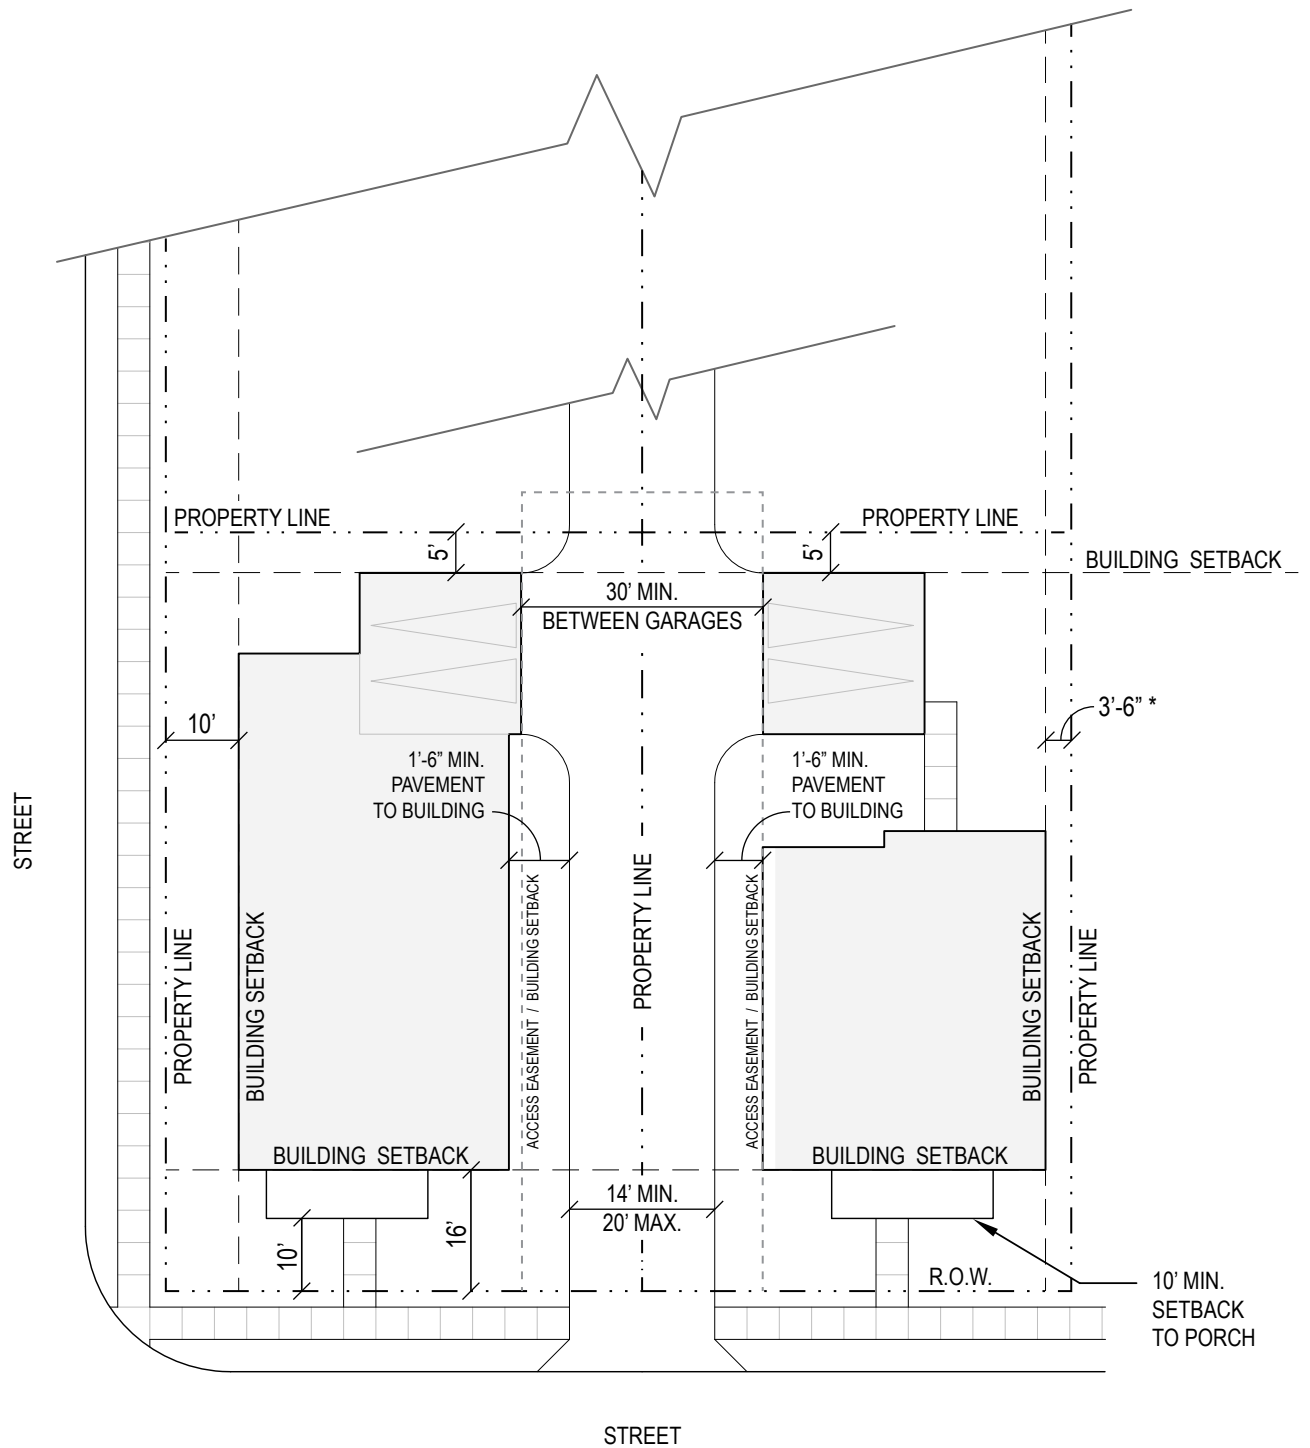 PROPERTY LINE
PROPERTY LINE
5'
5'
BUILDING SETBACK
30' MIN.
BETWEEN GARAGES
10'
3'-6" *
1'-6" MIN.
PAVEMENT
TO BUILDING
1'-6" MIN.
PAVEMENT
TO BUILDING
STREET
PROPERTY LINE
BUILDING SETBACK
ACCESS EASEMENT / BUILDING SETBACK
PROPERTY LINE
ACCESS EASEMENT / BUILDING SETBACK
BUILDING SETBACK
PROPERTY LINE
BUILDING SETBACK
BUILDING SETBACK
14' MIN.
20' MAX.
16'
10'
R.O.W.
10' MIN.
SETBACK
TO PORCH
STREET